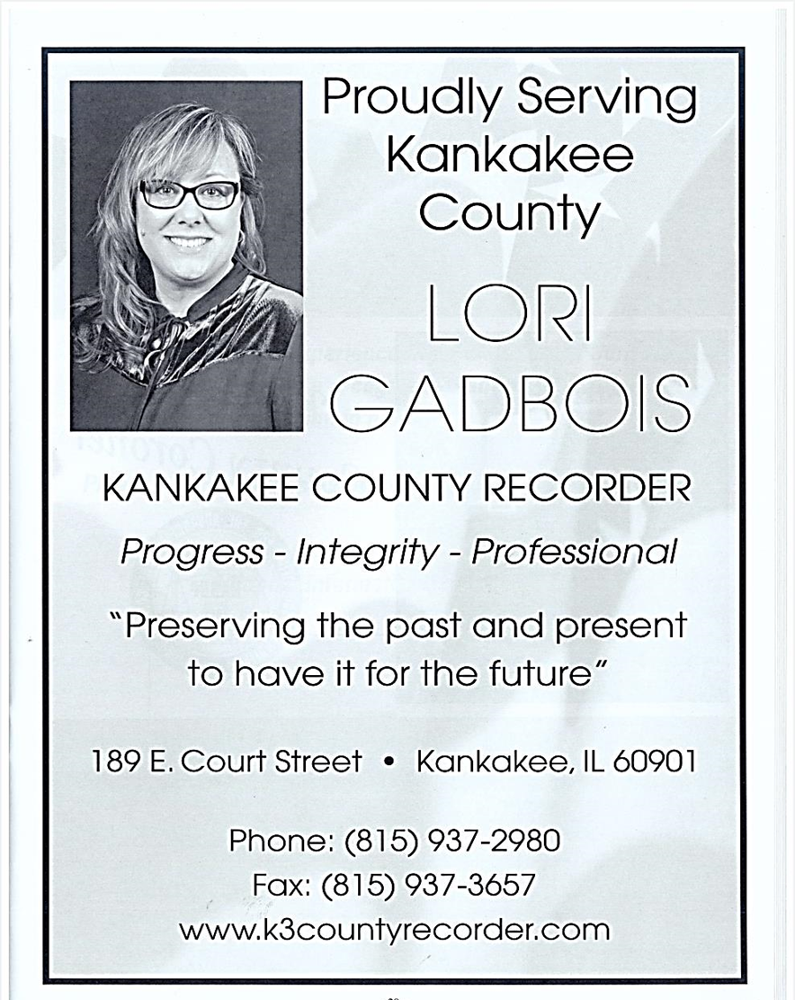 Proudly Serving
Kankakee
County
LORI
GADBOIS
KANKAKEE COUNTY RECORDER
Progress - Integrity - Professional
“Preserving the past and present
to have it for the future”
189 E. Court Street • Kankakee, IL 60901
Phone: (815) 937-2980
Fax: (815) 937-3657
www.k3countyrecorder.com